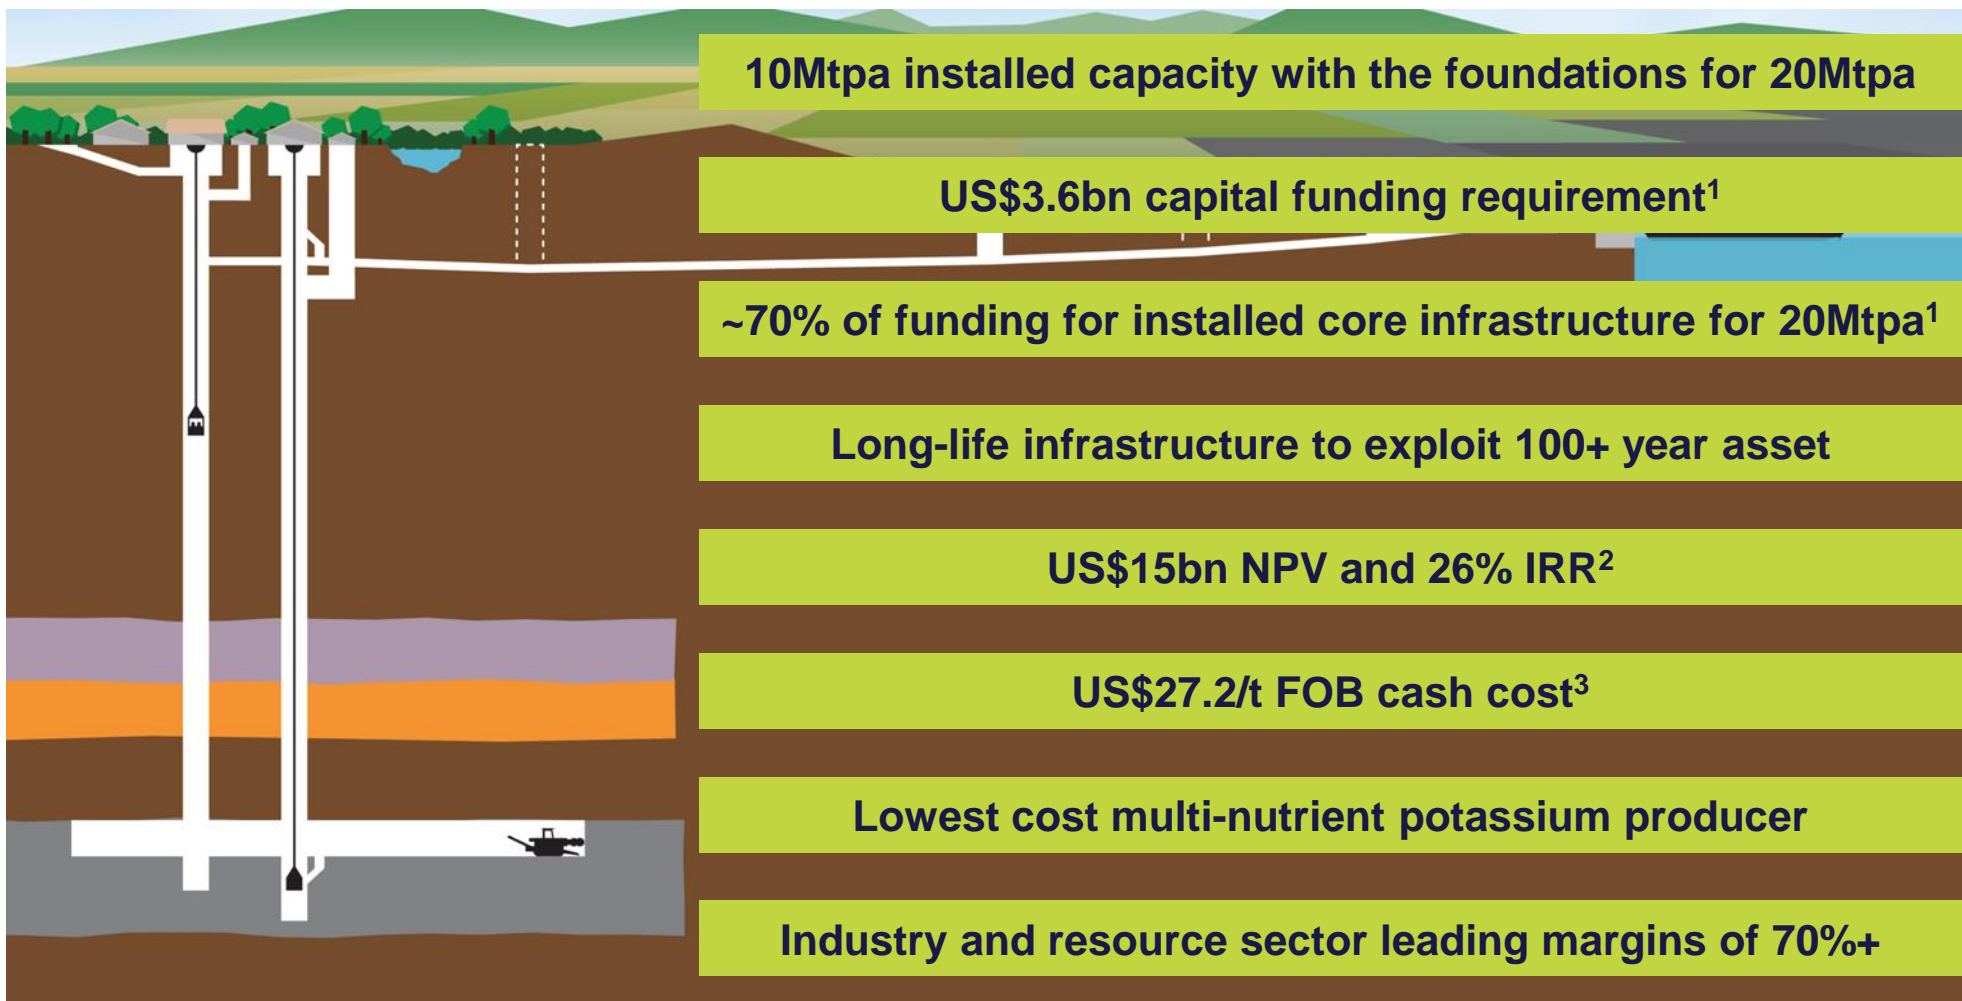 10Mtpa installed capacity with the foundations for 20Mtpa
US$3.6bn capital funding requirement¹
~70% of funding for installed core infrastructure for 20Mtpa¹
Long-life infrastructure to exploit 100+ year asset
US$15bn NPV and 26% IRR²
US$27.2/t FOB cash cost³
Lowest cost multi-nutrient potassium producer
Industry and resource sector leading margins of 70%+